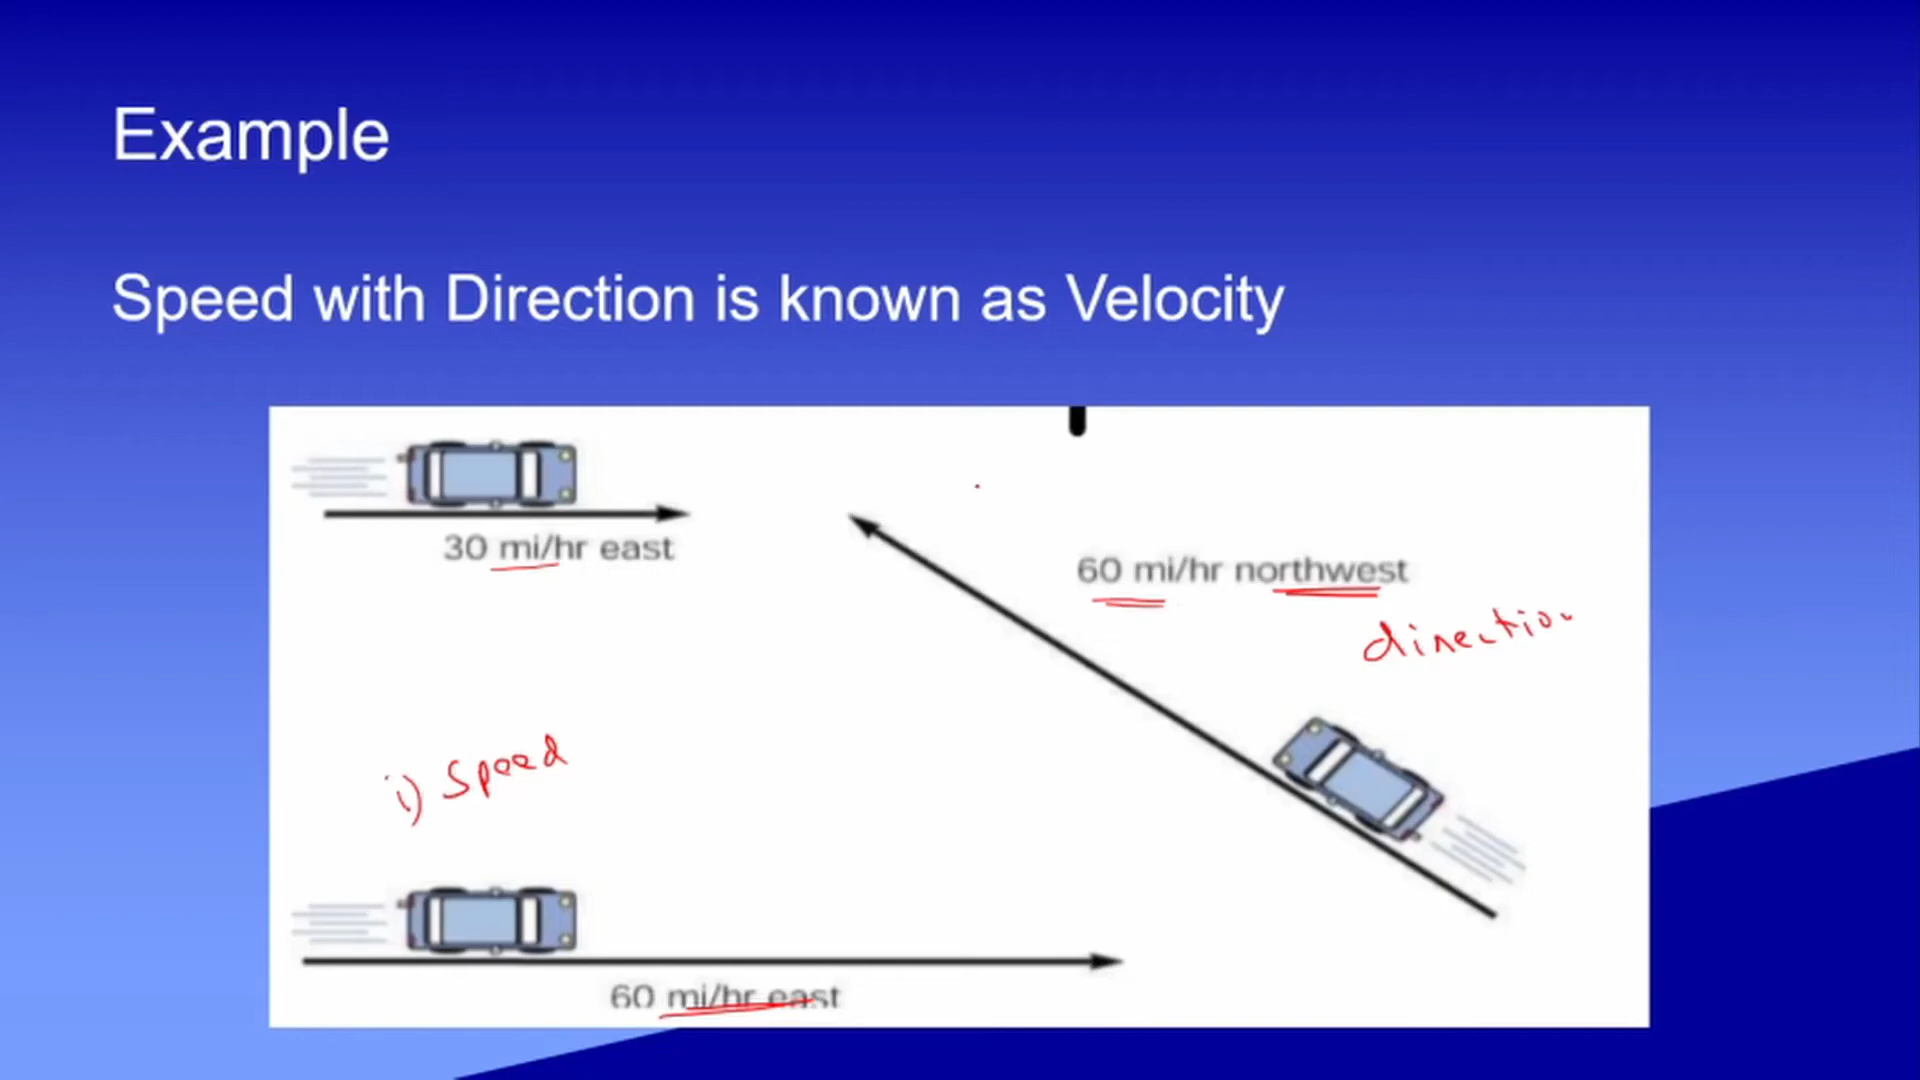 Example
Speed with Direction is known as Velocity
30 mi/hr east
60 mi/hr northwest
direction
i) Speed
60 mi/hr east